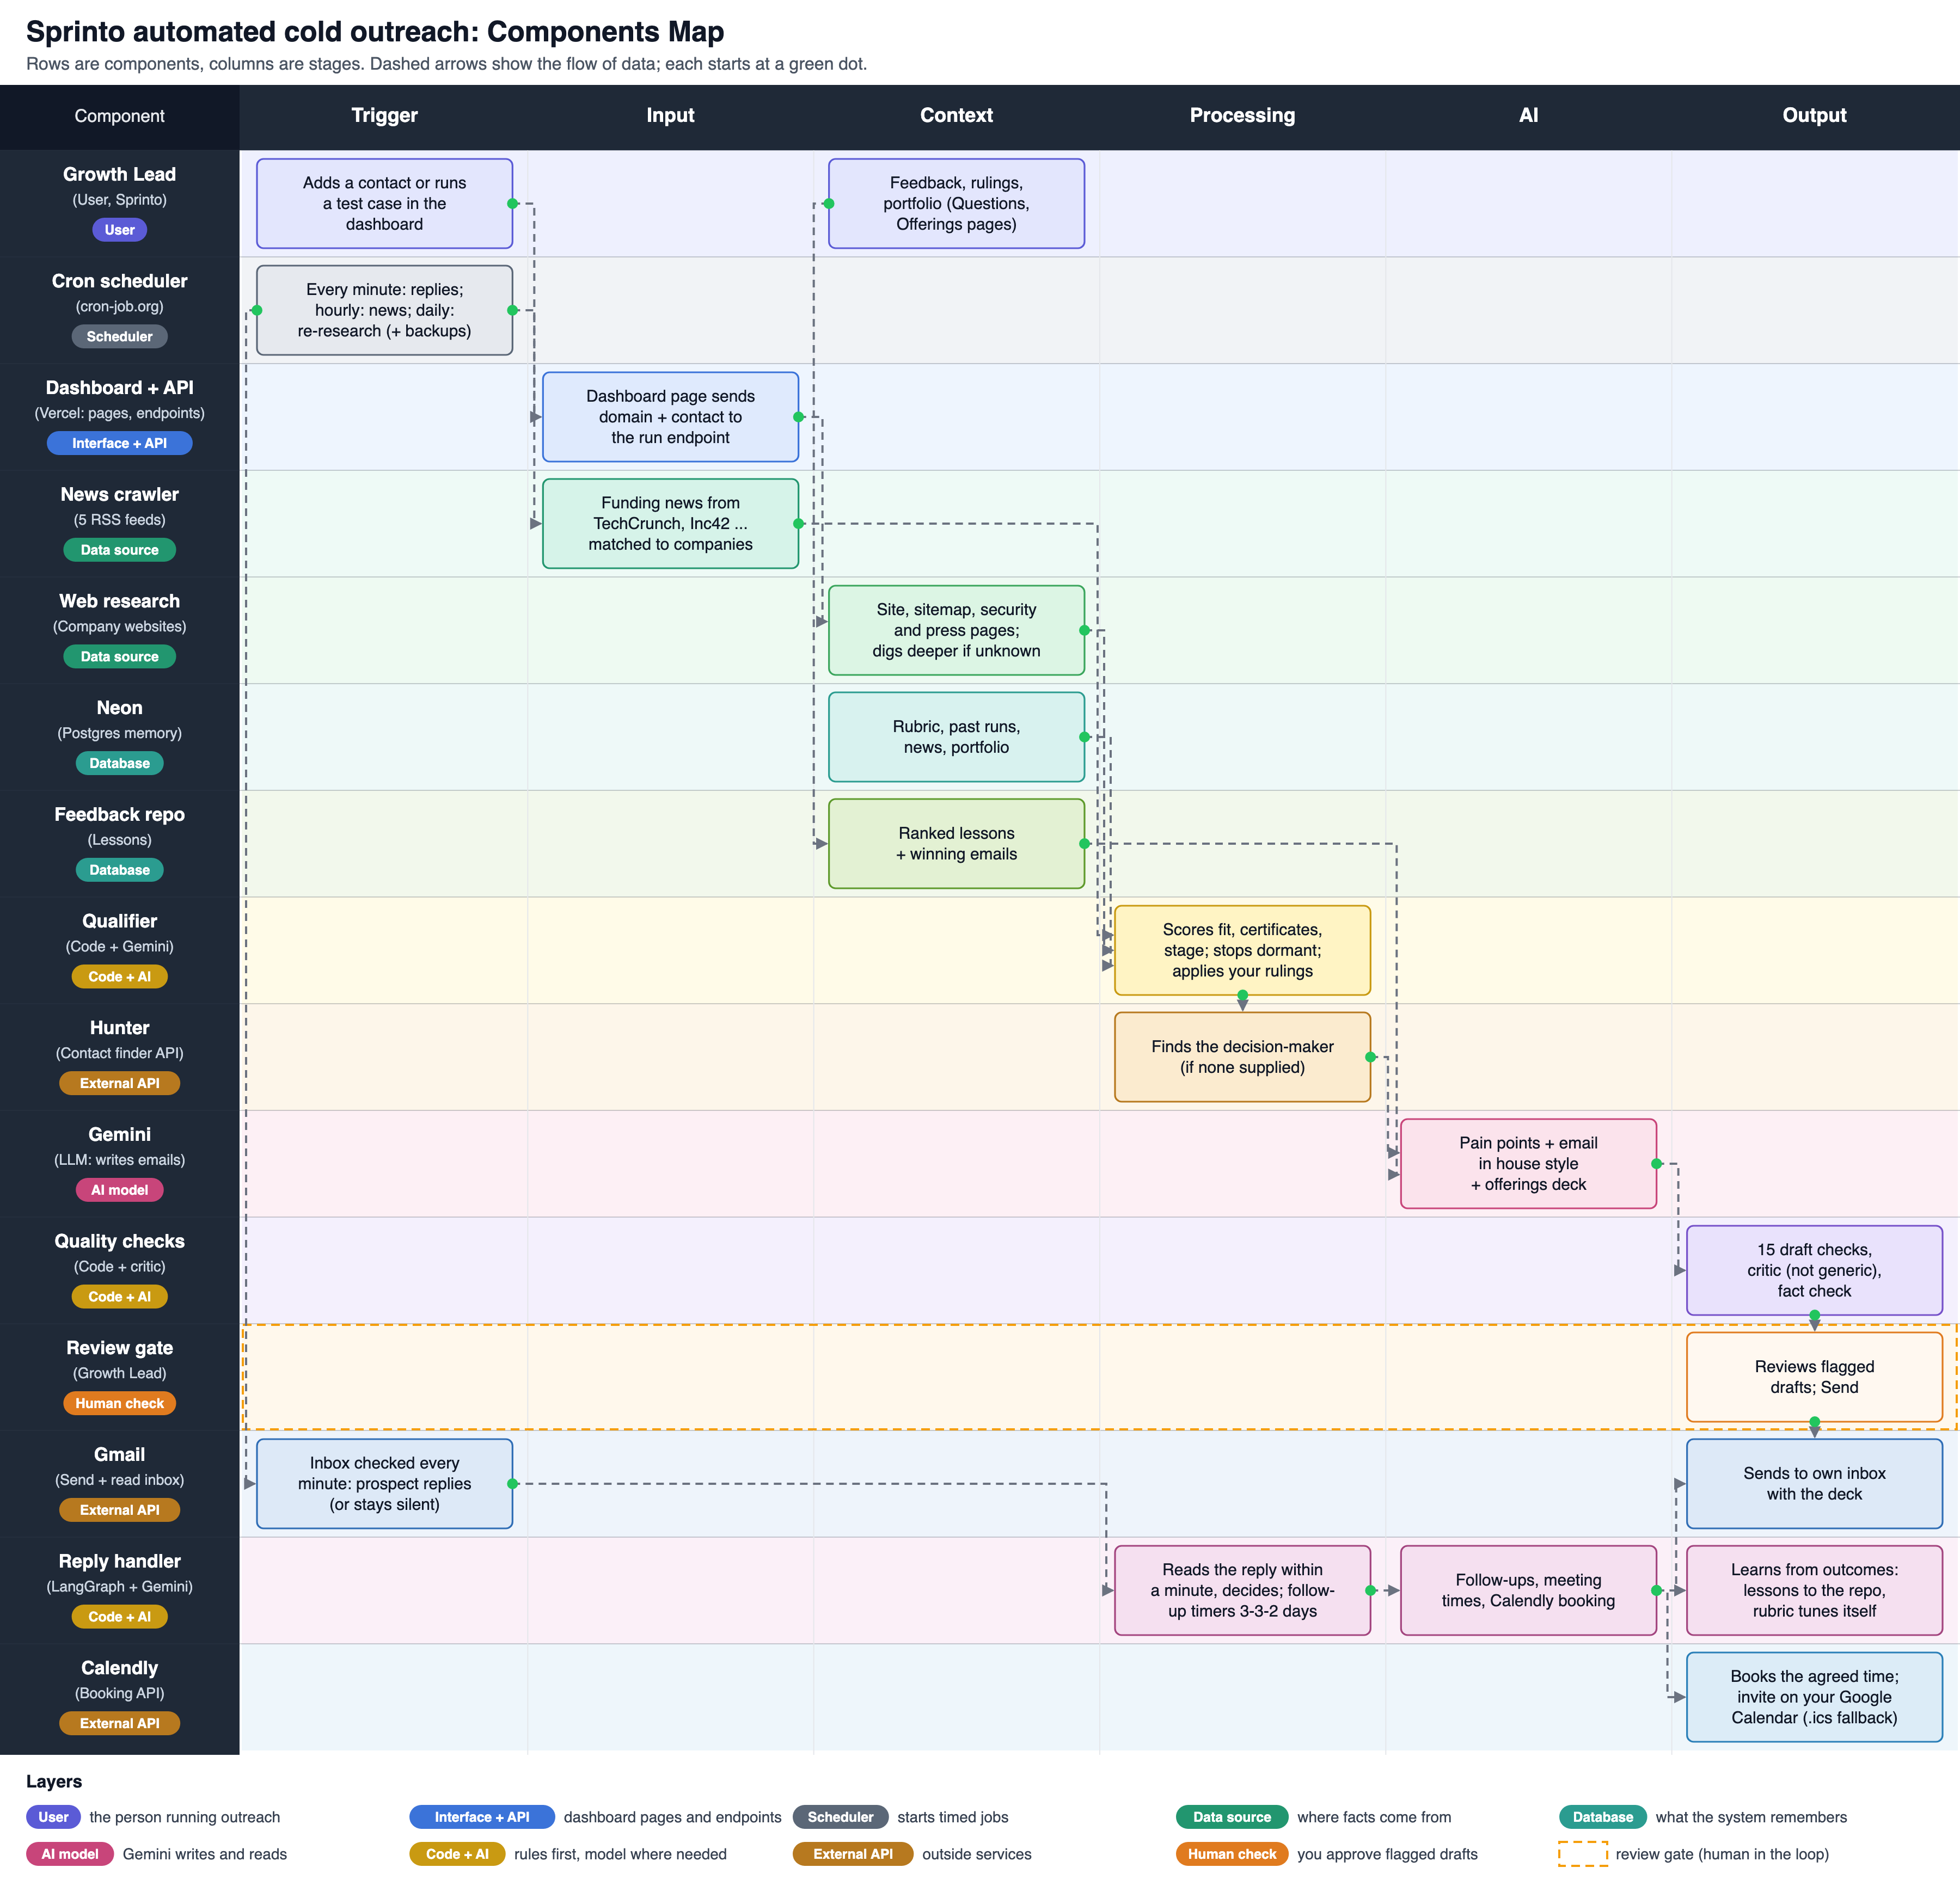 Sprinto automated cold outreach: Components Map
Rows are components, columns are stages. Dashed arrows show the flow of data; each starts at a green dot.
Component
Trigger
Input
Context
Processing
AI
Output
Growth Lead
(User, Sprinto)
User
Adds a contact or runs
a test case in the
dashboard
Feedback, rulings,
portfolio (Questions,
Offerings pages)
Cron scheduler
(cron-job.org)
Scheduler
Every minute: replies;
hourly: news; daily:
re-research (+ backups)
Dashboard + API
(Vercel: pages, endpoints)
Interface + API
Dashboard page sends
domain + contact to
the run endpoint
News crawler
(5 RSS feeds)
Data source
Funding news from
TechCrunch, Inc42 ...
matched to companies
Web research
(Company websites)
Data source
Site, sitemap, security
and press pages;
digs deeper if unknown
Neon
(Postgres memory)
Database
Rubric, past runs,
news, portfolio
Feedback repo
(Lessons)
Database
Ranked lessons
+ winning emails
Qualifier
(Code + Gemini)
Code + AI
Scores fit, certificates,
stage; stops dormant;
applies your rulings
Hunter
(Contact finder API)
External API
Finds the decision-maker
(if none supplied)
Gemini
(LLM: writes emails)
AI model
Pain points + email
in house style
+ offerings deck
Quality checks
(Code + critic)
Code + AI
15 draft checks,
critic (not generic),
fact check
Review gate
(Growth Lead)
Human check
Reviews flagged
drafts; Send
Gmail
(Send + read inbox)
External API
Inbox checked every
minute: prospect replies
(or stays silent)
Sends to own inbox
with the deck
Reply handler
(LangGraph + Gemini)
Code + AI
Reads the reply within
a minute, decides; follow-
up timers 3-3-2 days
Follow-ups, meeting
times, Calendly booking
Learns from outcomes:
lessons to the repo,
rubric tunes itself
Calendly
(Booking API)
External API
Books the agreed time;
invite on your Google
Calendar (.ics fallback)
Layers
User the person running outreach
Interface + API dashboard pages and endpoints
Scheduler starts timed jobs
Data source where facts come from
Database what the system remembers
AI model Gemini writes and reads
Code + AI rules first, model where needed
External API outside services
Human check you approve flagged drafts
review gate (human in the loop)